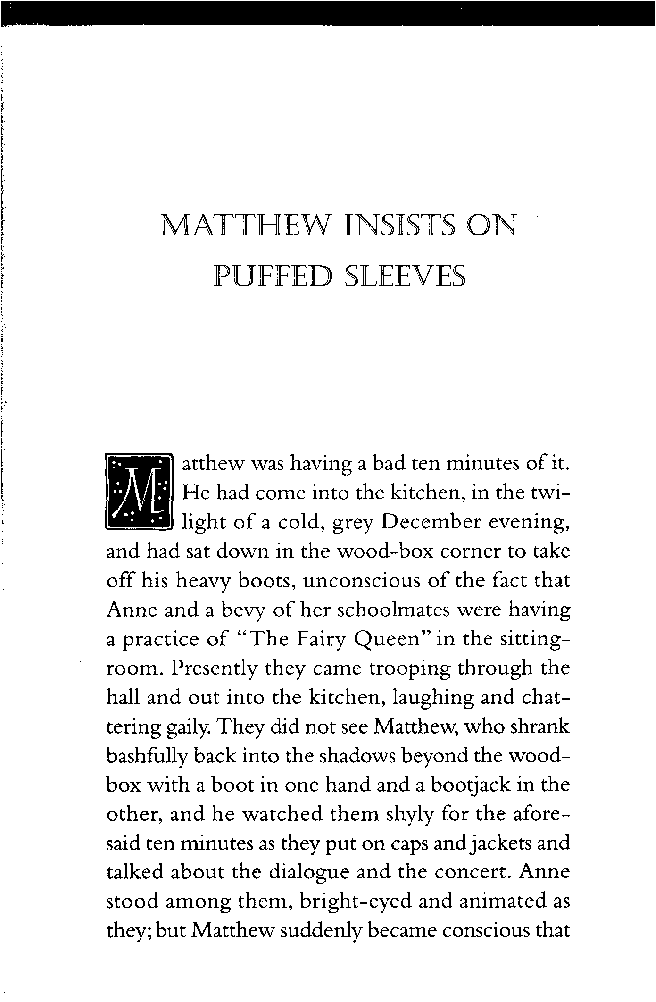 MATTHEW INSISTS ON
PUFFED SLEEVES
Matthew was having a bad ten minutes of it.
He had come into the kitchen, in the twi-
light of a cold, grey December evening,
and had sat down in the wood-box corner to take
off his heavy boots, unconscious of the fact that
Anne and a bevy of her schoolmates were having
a practice of "The Fairy Queen" in the sitting-
room. Presently they came trooping through the
hall and out into the kitchen, laughing and chat-
tering gaily. They did not see Matthew, who shrank
bashfully back into the shadows beyond the wood-
box with a boot in one hand and a bootjack in the
other, and he watched them shyly for the afore-
said ten minutes as they put on caps and jackets and
talked about the dialogue and the concert. Anne
stood among them, bright-eyed and animated as
they; but Matthew suddenly became conscious that